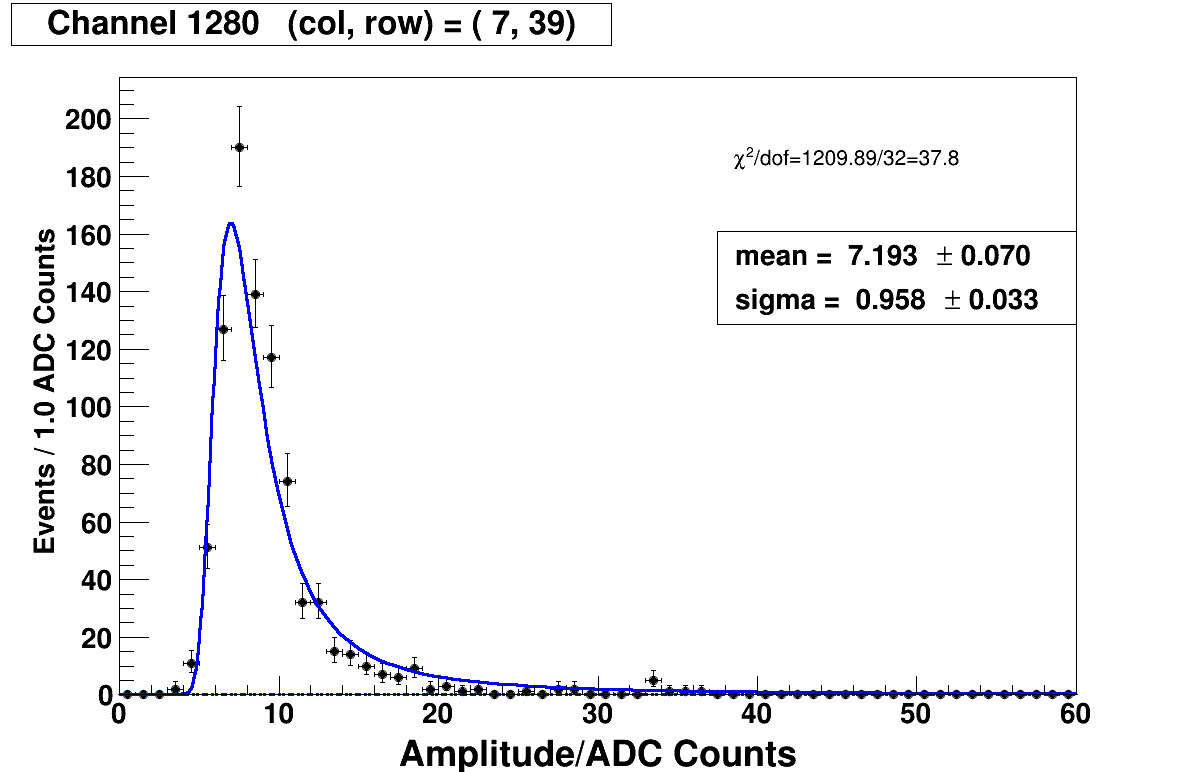 Channel 1280 (col, row) = ( 7, 39)
χ²/dof=1209.89/32=37.8
mean = 7.193 ± 0.070
sigma = 0.958 ± 0.033
Events / 1.0 ADC Counts
200
180
160
140
120
100
80
60
40
20
0
0 10 20 30 40 50 60
Amplitude/ADC Counts